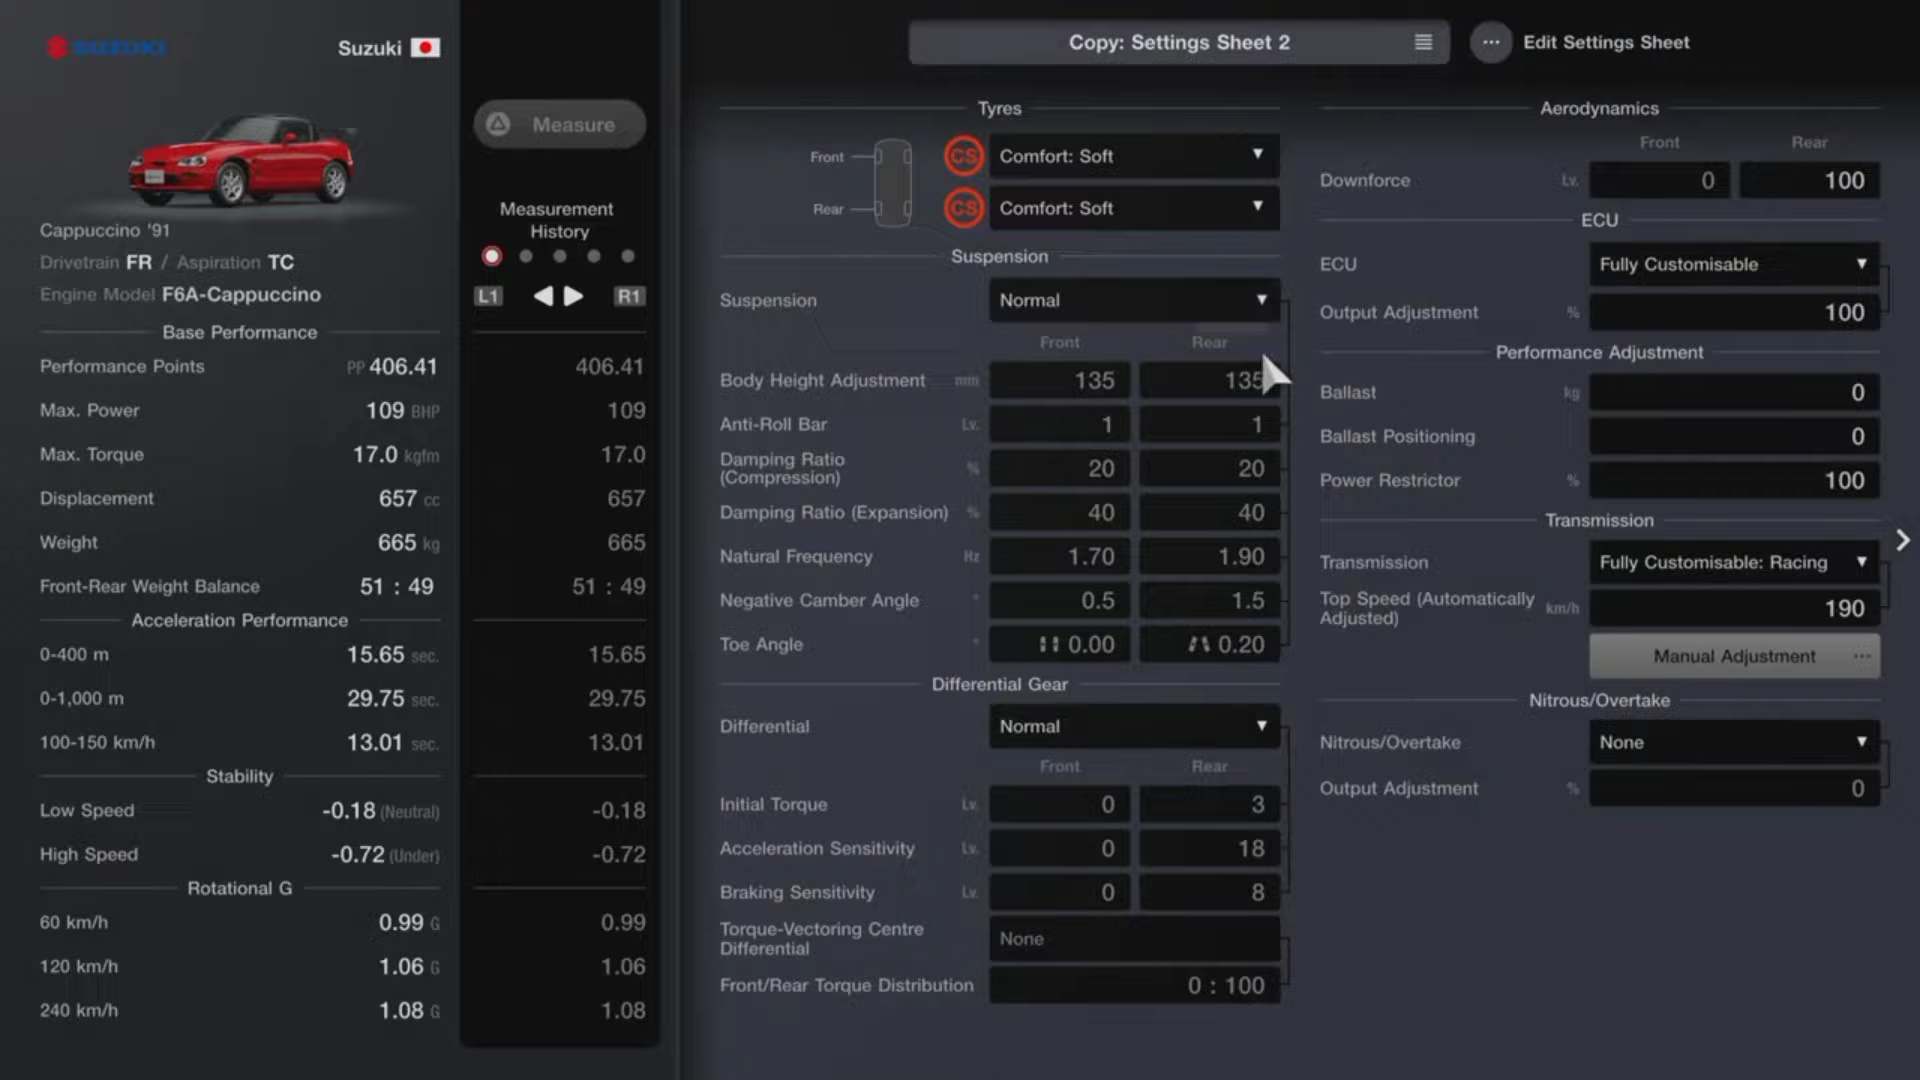 SUZUKI
Suzuki
Cappuccino '91
Drivetrain FR / Aspiration TC
Engine Model F6A-Cappuccino
Base Performance
Performance Points PP 406.41
Max. Power 109 BHP
Max. Torque 17.0 kgfm
Displacement 657 cc
Weight 665 kg
Front-Rear Weight Balance 51 : 49
Acceleration Performance
0-400 m 15.65 sec.
0-1,000 m 29.75 sec.
100-150 km/h 13.01 sec.
Stability
Low Speed -0.18 (Neutral)
High Speed -0.72 (Under)
Rotational G
60 km/h 0.99 G
120 km/h 1.06 G
240 km/h 1.08 G
Measure
Measurement
History
L1 R1
406.41
109
17.0
657
665
51 : 49
15.65
29.75
13.01
-0.18
-0.72
0.99
1.06
1.08
Copy: Settings Sheet 2
Edit Settings Sheet
Tyres
Front CS Comfort: Soft
Rear CS Comfort: Soft
Suspension
Suspension Normal
Front Rear
Body Height Adjustment mm 135 135
Anti-Roll Bar Lv. 1 1
Damping Ratio
(Compression) % 20 20
Damping Ratio (Expansion) % 40 40
Natural Frequency Hz 1.70 1.90
Negative Camber Angle ° 0.5 1.5
Toe Angle ° 0.00 0.20
Differential Gear
Differential Normal
Front Rear
Initial Torque Lv. 0 3
Acceleration Sensitivity Lv. 0 18
Braking Sensitivity Lv. 0 8
Torque-Vectoring Centre
Differential None
Front/Rear Torque Distribution 0 : 100
Aerodynamics
Front Rear
Downforce Lv. 0 100
ECU
ECU Fully Customisable
Output Adjustment % 100
Performance Adjustment
Ballast kg 0
Ballast Positioning 0
Power Restrictor % 100
Transmission
Transmission Fully Customisable: Racing
Top Speed (Automatically
Adjusted) km/h 190
Manual Adjustment ...
Nitrous/Overtake
Nitrous/Overtake None
Output Adjustment % 0